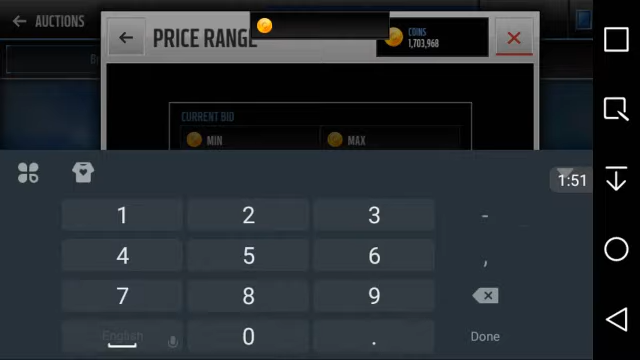 AUCTIONS
PRICE RANGE
COINS
1,703,968
CURRENT BID
MIN
MAX
1:51
1 2 3 -
4 5 6 ,
7 8 9
English 0 . Done